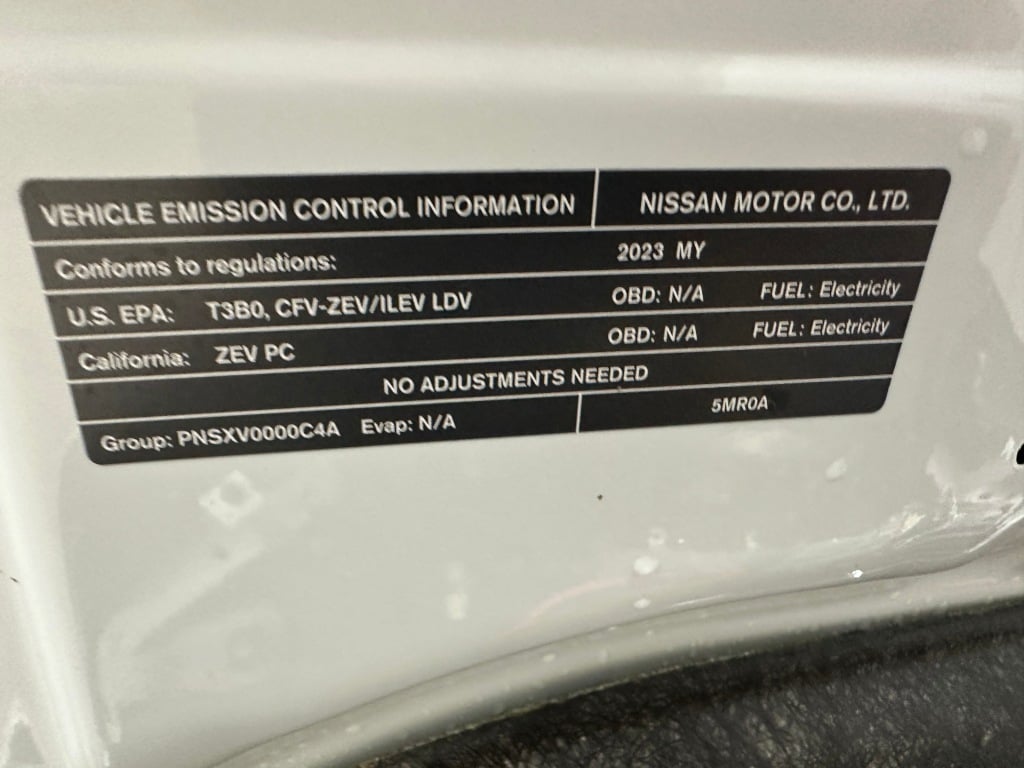 VEHICLE EMISSION CONTROL INFORMATION NISSAN MOTOR CO., LTD.
Conforms to regulations: 2023 MY
U.S. EPA: T3B0, CFV-ZEV/ILEV LDV OBD: N/A FUEL: Electricity
California: ZEV PC OBD: N/A FUEL: Electricity
NO ADJUSTMENTS NEEDED
Group: PNSXV0000C4A Evap: N/A 5MR0A